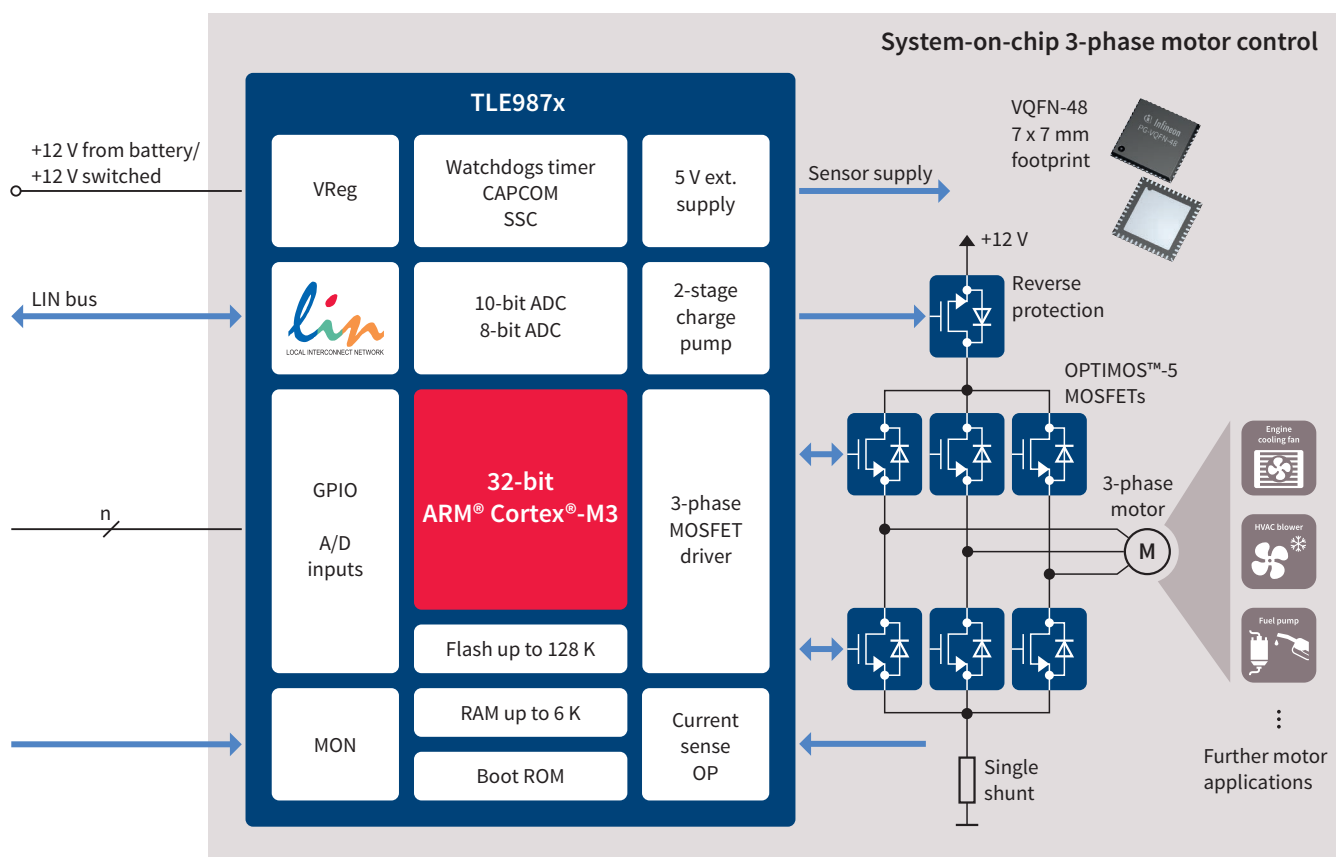 System-on-chip 3-phase motor control
TLE987x
+12 V from battery/
+12 V switched
VReg
Watchdogs timer
CAPCOM
SSC
5 V ext.
supply
Sensor supply
VQFN-48
7 x 7 mm
footprint
Infineon
PG-VQFN-48
LIN bus
lin
LOCAL INTERCONNECT NETWORK
10-bit ADC
8-bit ADC
2-stage
charge
pump
+12 V
Reverse
protection
OPTIMOS™-5
MOSFETs
n
GPIO
A/D
inputs
32-bit
ARM® Cortex®-M3
3-phase
MOSFET
driver
3-phase
motor
M
Engine
cooling fan
HVAC blower
Fuel pump
Flash up to 128 K
MON
RAM up to 6 K
Boot ROM
Current
sense
OP
Single
shunt
Further motor
applications